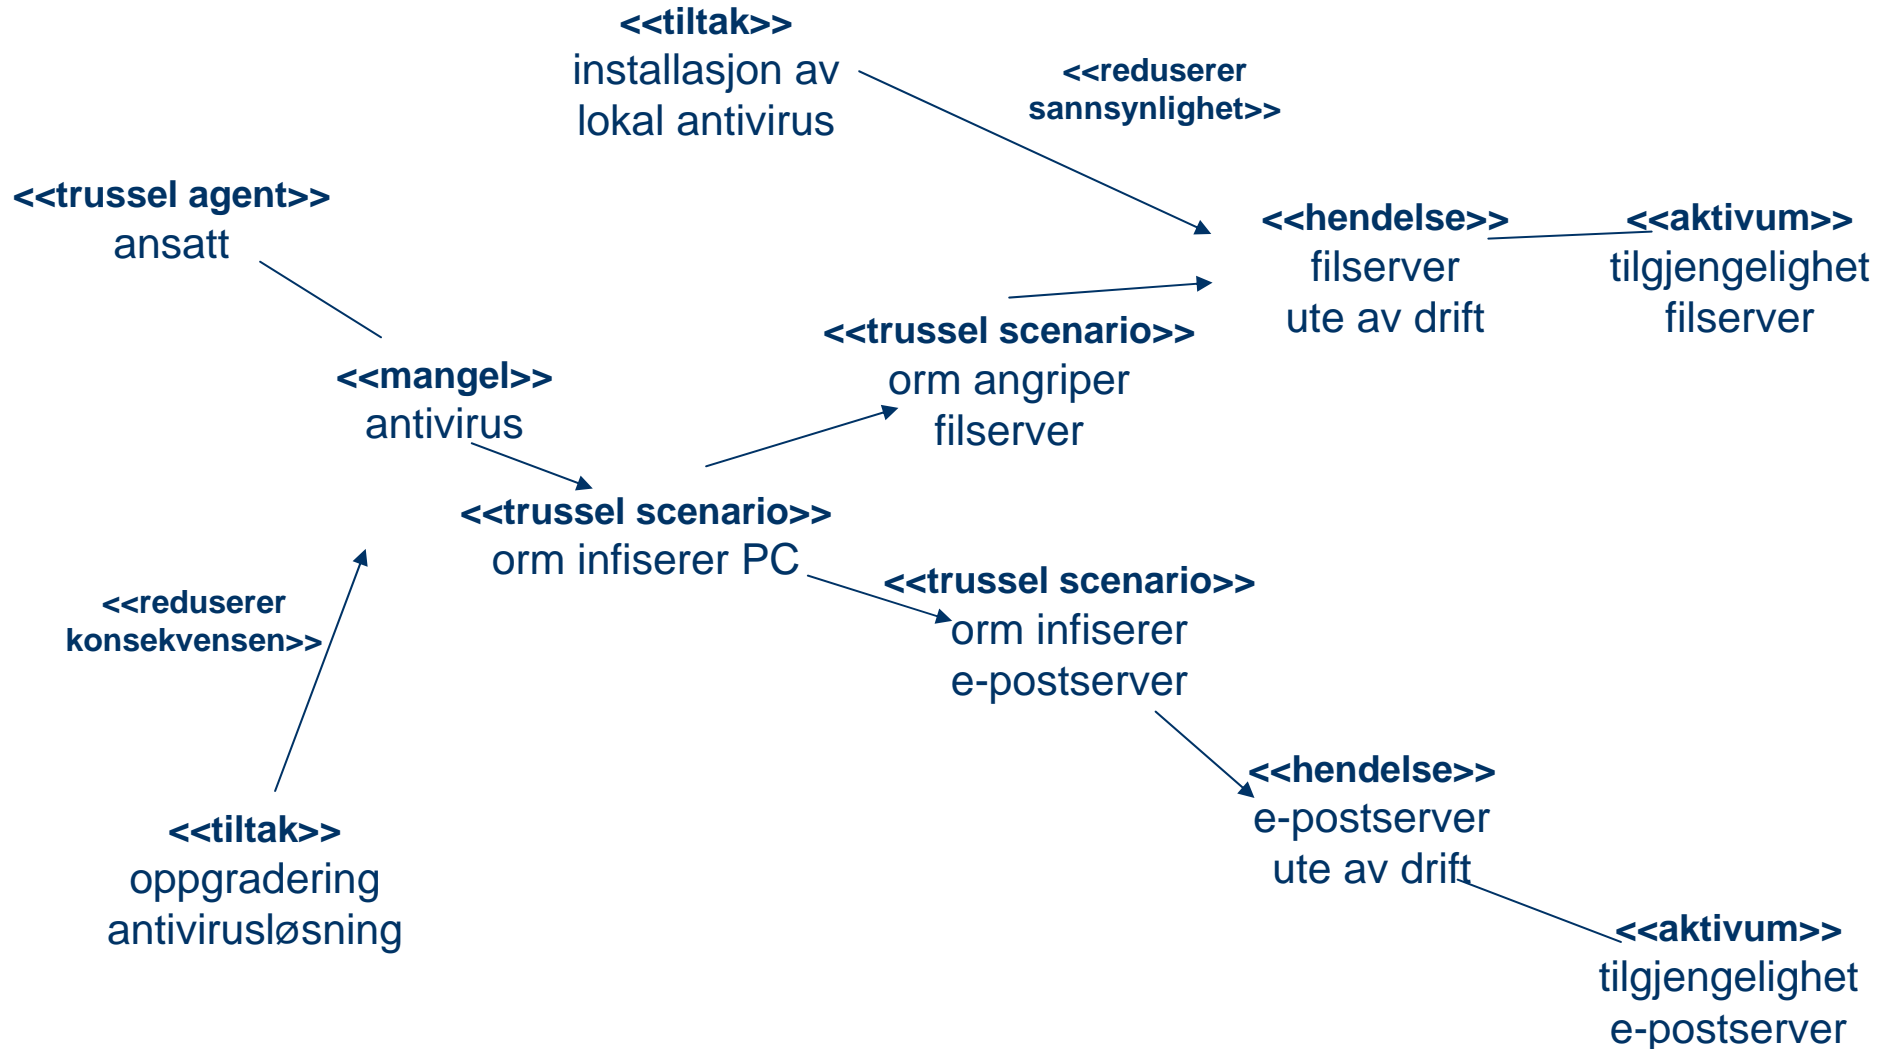 <<tiltak>>
installasjon av
lokal antivirus
<<reduserer
sannsynlighet>>
<<trussel agent>>
ansatt
<<hendelse>>
filserver
ute av drift
<<aktivum>>
tilgjengelighet
filserver
<<trussel scenario>>
orm angriper
filserver
<<mangel>>
antivirus
<<trussel scenario>>
orm infiserer PC
<<trussel scenario>>
orm infiserer
e-postserver
<<reduserer
konsekvensen>>
<<hendelse>>
e-postserver
ute av drift
<<tiltak>>
oppgradering
antivirusløsning
<<aktivum>>
tilgjengelighet
e-postserver